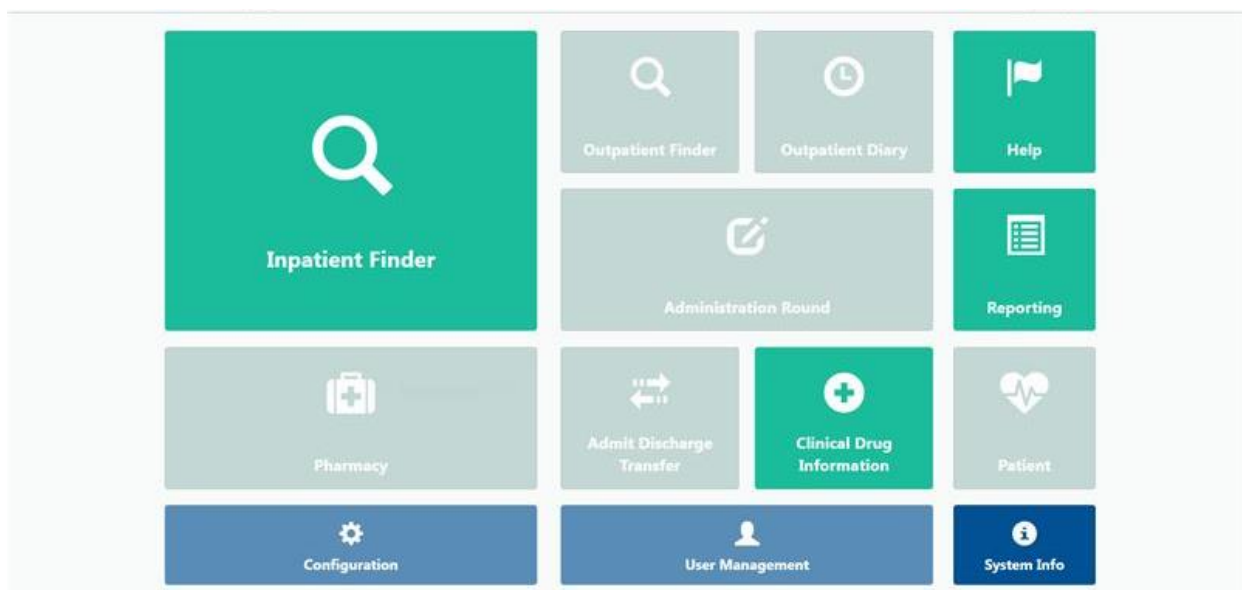 Inpatient Finder
Outpatient Finder
Outpatient Diary
Help
Administration Round
Reporting
Pharmacy
Admit Discharge
Transfer
Clinical Drug
Information
Patient
Configuration
User Management
System Info